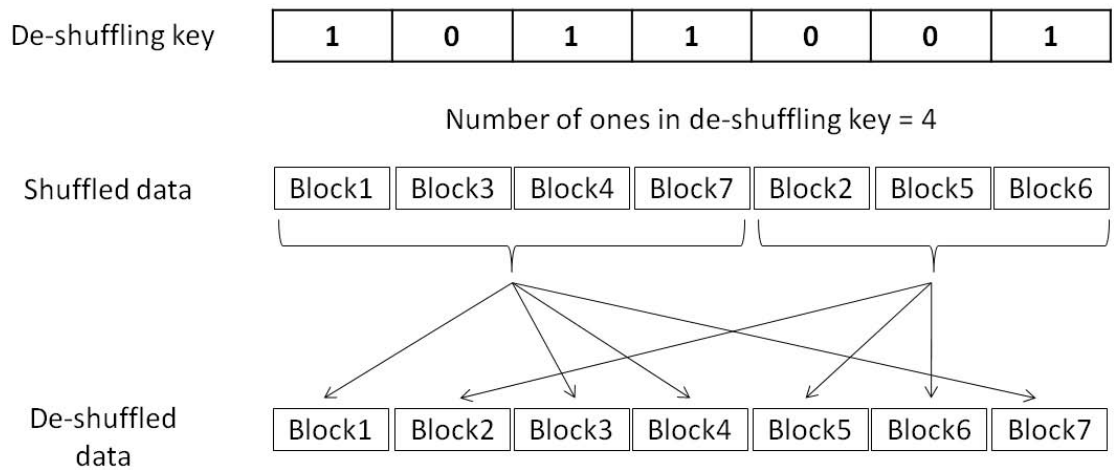 De-shuffling key 1 0 1 1 0 0 1
Number of ones in de-shuffling key = 4
Shuffled data Block1 Block3 Block4 Block7 Block2 Block5 Block6
De-shuffled
data
Block1 Block2 Block3 Block4 Block5 Block6 Block7